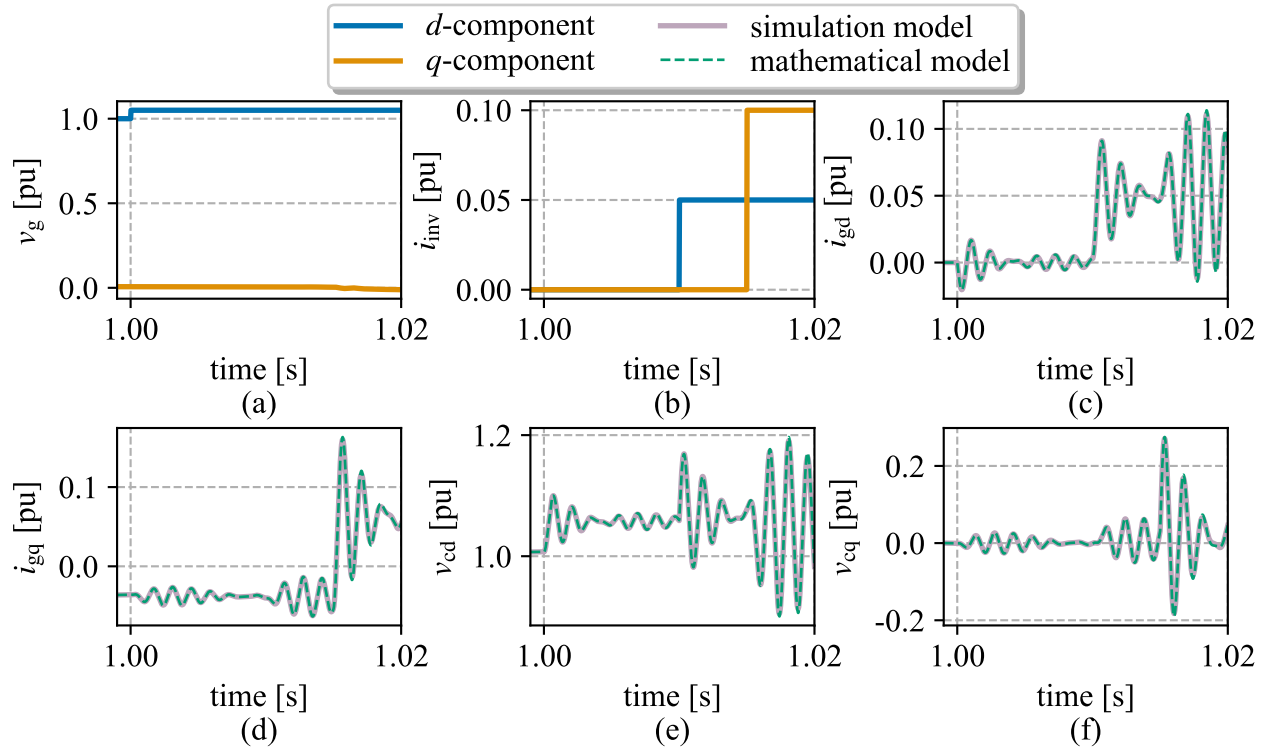 d-component
simulation model
q-component
mathematical model
1.0
0.5
0.0
v_g [pu]
1.00
1.02
time [s]
(a)
0.10
0.05
0.00
i_inv [pu]
1.00
1.02
time [s]
(b)
0.10
0.05
0.00
i_gd [pu]
1.00
1.02
time [s]
(c)
0.1
0.0
i_gq [pu]
1.00
1.02
time [s]
(d)
1.2
1.0
v_cd [pu]
1.00
1.02
time [s]
(e)
0.2
0.0
-0.2
v_cq [pu]
1.00
1.02
time [s]
(f)